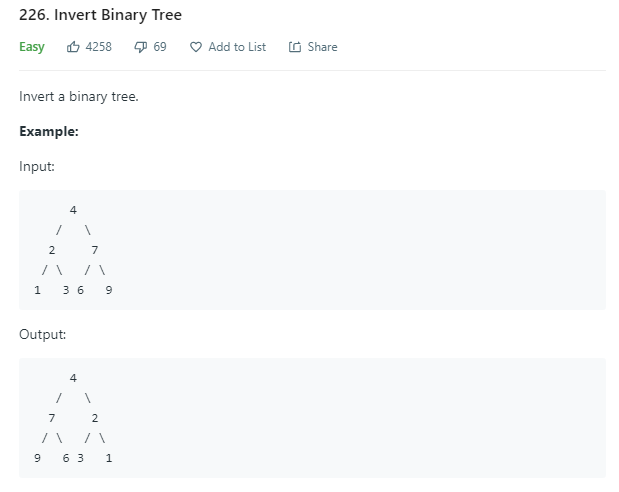 226. Invert Binary Tree
Easy 4258 69 Add to List Share
Invert a binary tree.
Example:
Input:
4
/ \
2 7
/ \ / \
1 3 6 9
Output:
4
/ \
7 2
/ \ / \
9 6 3 1